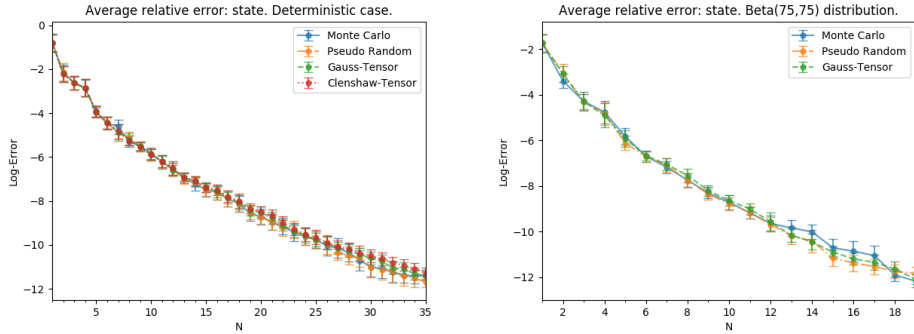 Average relative error: state. Deterministic case.
0
−2
−4
−6
−8
−10
−12
Log-Error
5
10
15
20
25
30
35
N
Monte Carlo
Pseudo Random
Gauss-Tensor
Clenshaw-Tensor
Average relative error: state. Beta(75,75) distribution.
−2
−4
−6
−8
−10
−12
Log-Error
2
4
6
8
10
12
14
16
18
N
Monte Carlo
Pseudo Random
Gauss-Tensor